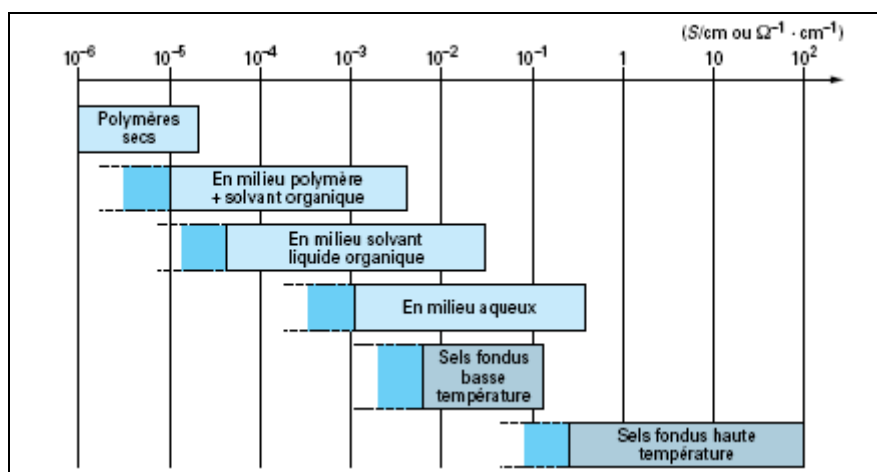 (S/cm ou Ω⁻¹ · cm⁻¹)
10⁻⁶ 10⁻⁵ 10⁻⁴ 10⁻³ 10⁻² 10⁻¹ 1 10 10²
Polymères
secs
En milieu polymère
+ solvant organique
En milieu solvant
liquide organique
En milieu aqueux
Sels fondus
basse
température
Sels fondus haute
température